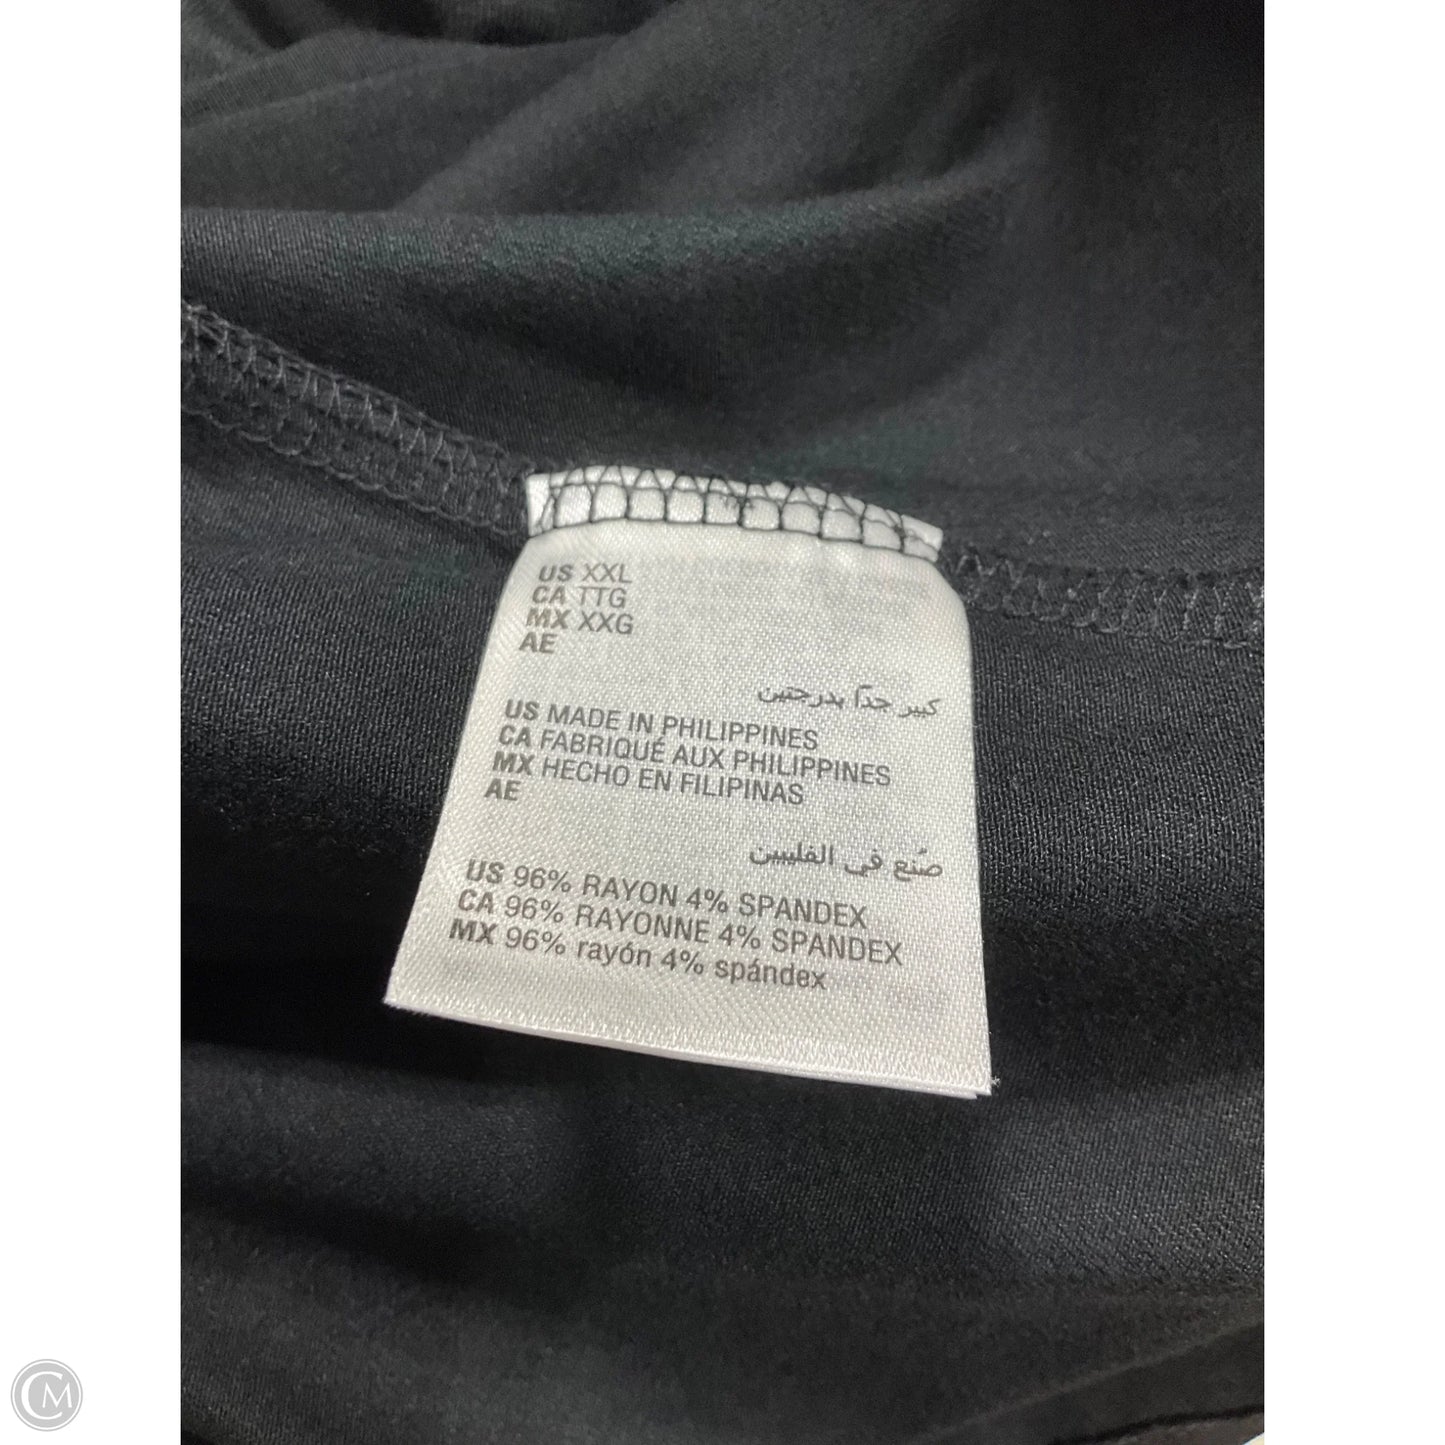 US XXL
CA TTG
MX XXG
AE
كبير جدًا بدرجتين
US MADE IN PHILIPPINES
CA FABRIQUÉ AUX PHILIPPINES
MX HECHO EN FILIPINAS
AE
صُنع في الفلبين
US 96% RAYON 4% SPANDEX
CA 96% RAYONNE 4% SPANDEX
MX 96% rayón 4% spándex
CM